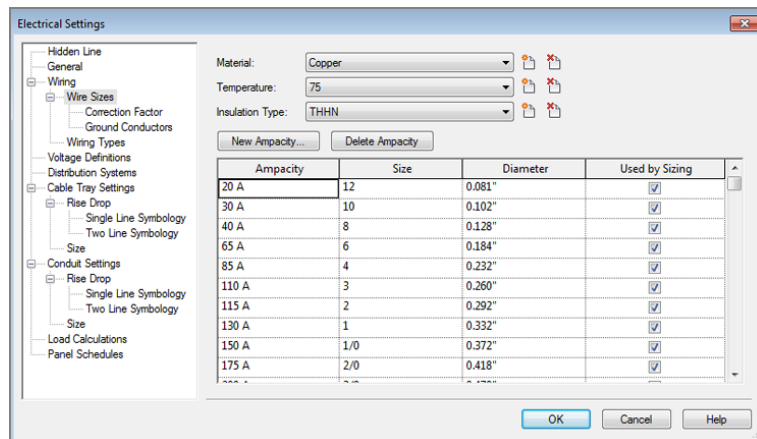 Electrical Settings
Hidden Line
General
Wiring
Wire Sizes
Correction Factor
Ground Conductors
Wiring Types
Voltage Definitions
Distribution Systems
Cable Tray Settings
Rise Drop
Single Line Symbology
Two Line Symbology
Size
Conduit Settings
Rise Drop
Single Line Symbology
Two Line Symbology
Size
Load Calculations
Panel Schedules
Material: Copper
Temperature: 75
Insulation Type: THHN
New Ampacity... Delete Ampacity
Ampacity Size Diameter Used by Sizing
20 A 12 0.081"
30 A 10 0.102"
40 A 8 0.128"
65 A 6 0.184"
85 A 4 0.232"
110 A 3 0.260"
115 A 2 0.292"
130 A 1 0.332"
150 A 1/0 0.372"
175 A 2/0 0.418"
OK Cancel Help